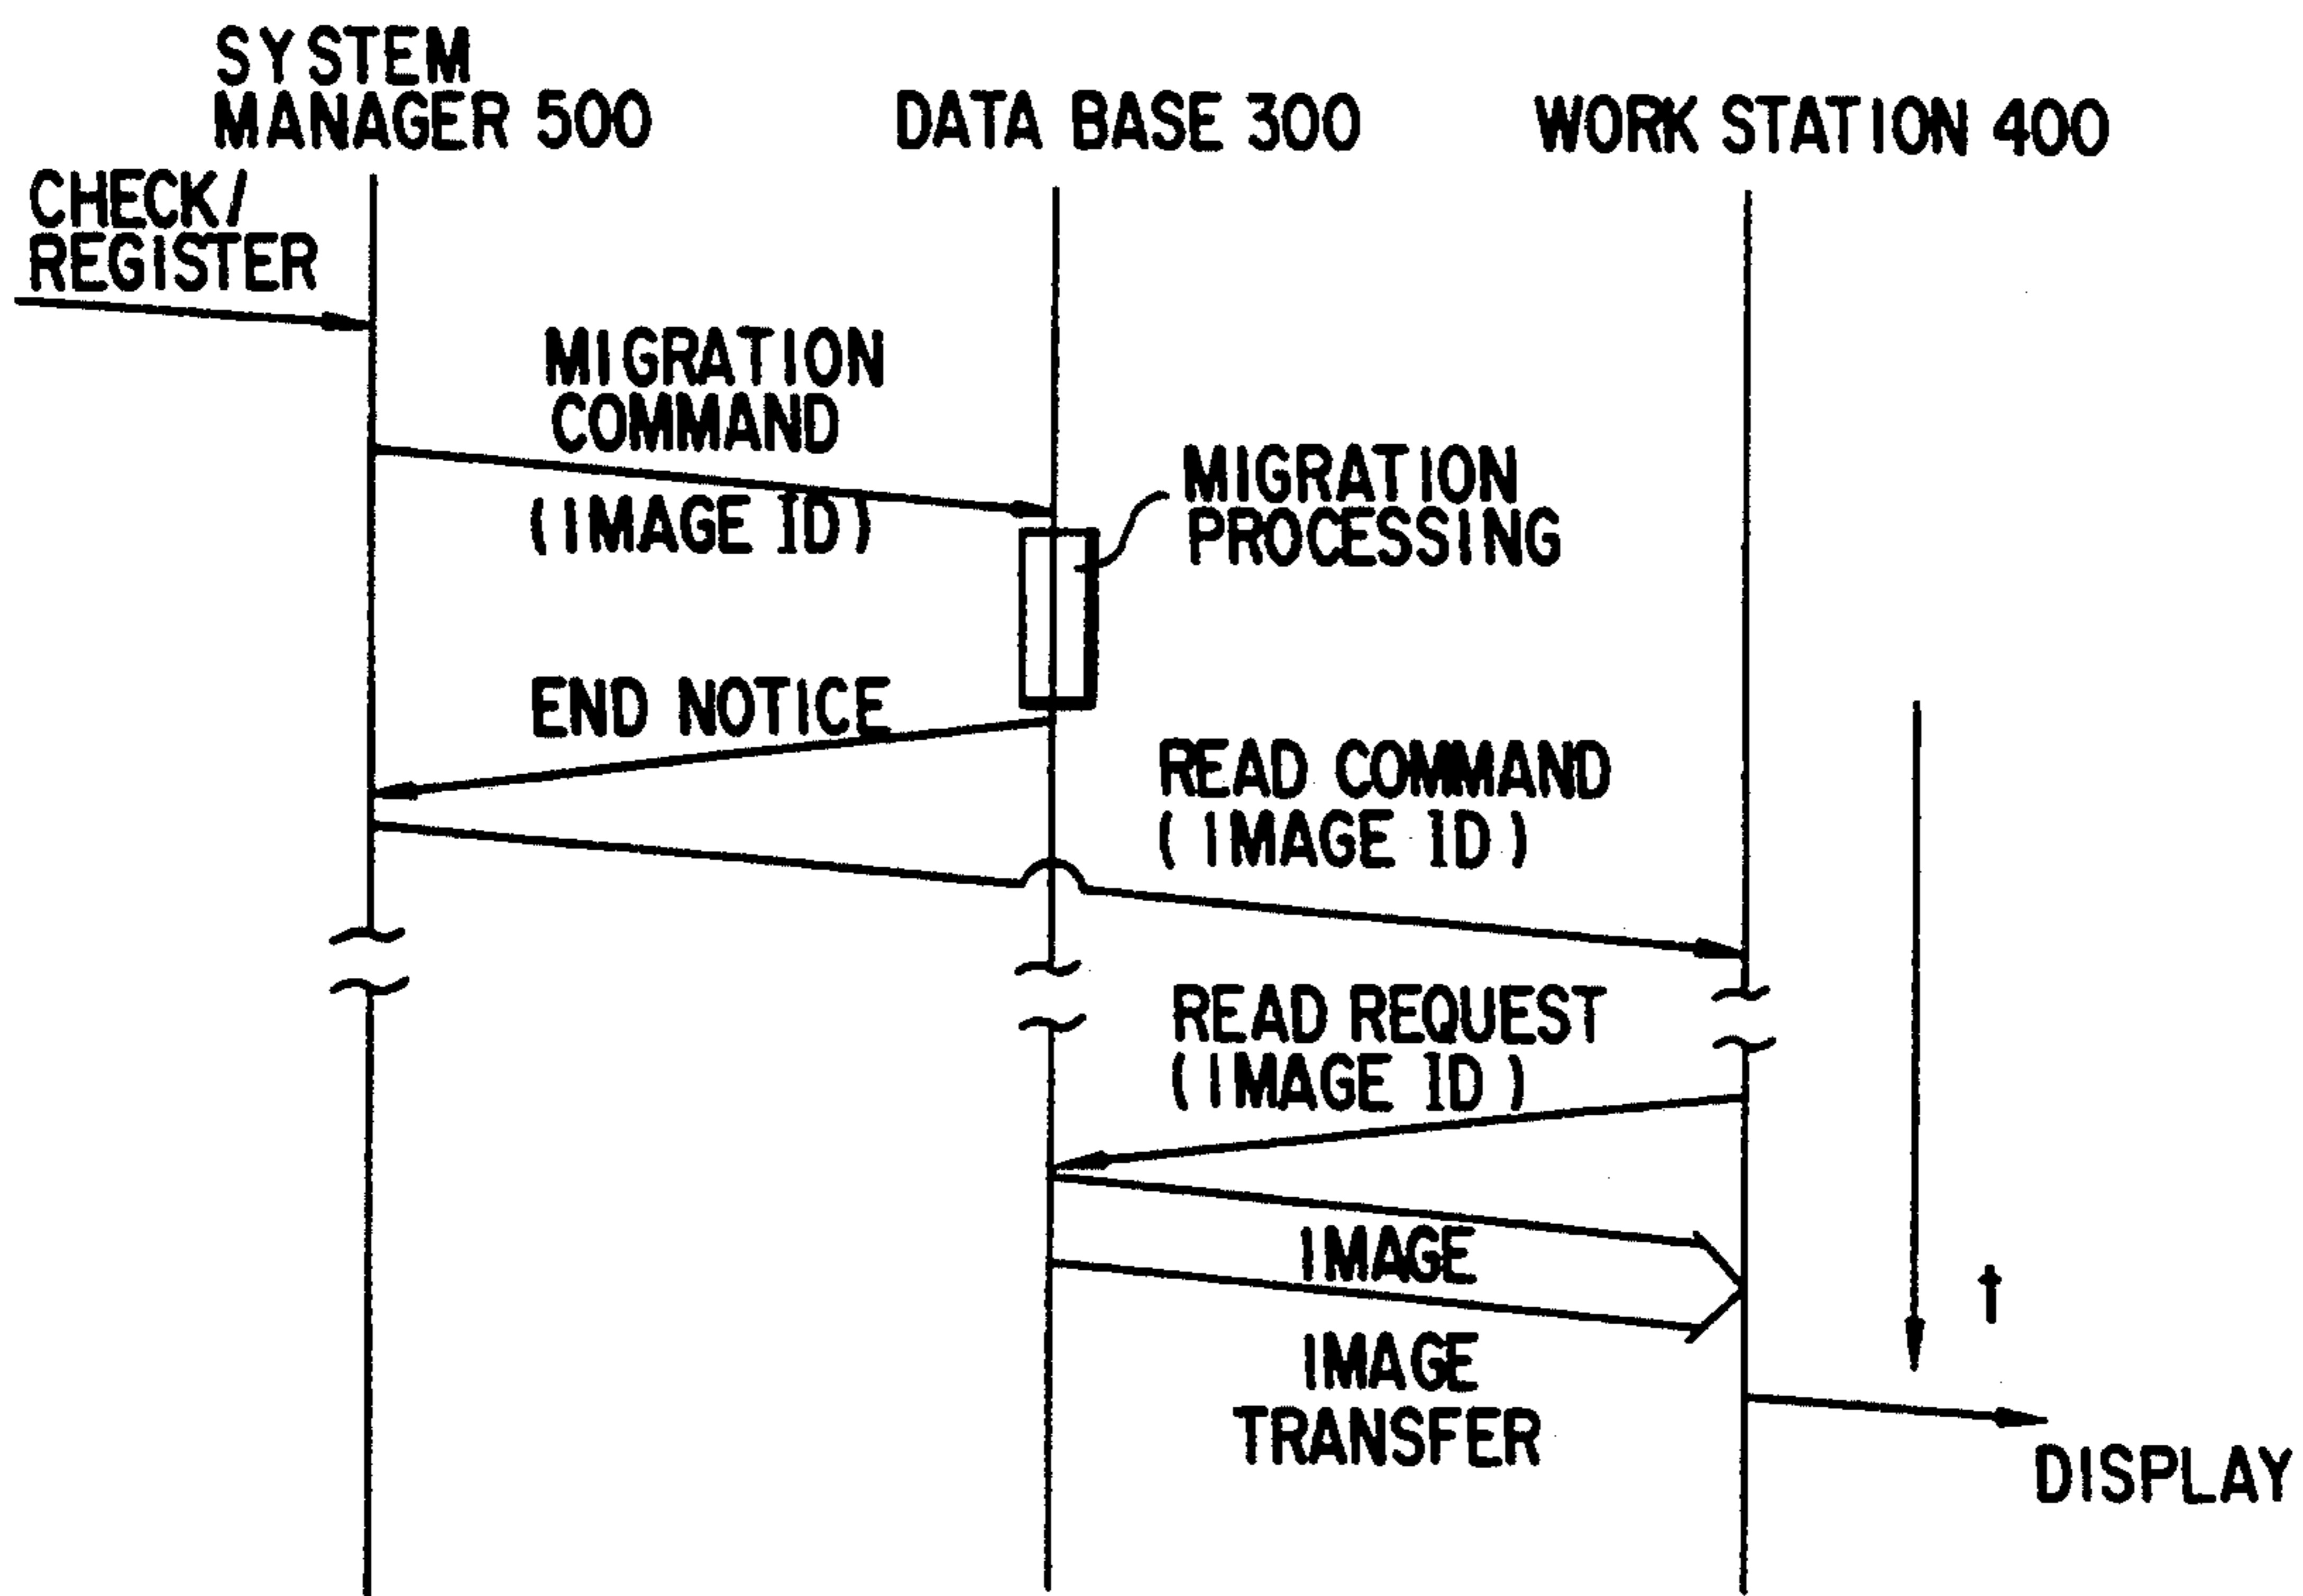 SYSTEM
MANAGER 500
DATA BASE 300
WORK STATION 400
CHECK/
REGISTER
MIGRATION
COMMAND
(IMAGE ID)
MIGRATION
PROCESSING
END NOTICE
READ COMMAND
(IMAGE ID)
READ REQUEST
(IMAGE ID)
IMAGE
t
IMAGE
TRANSFER
DISPLAY